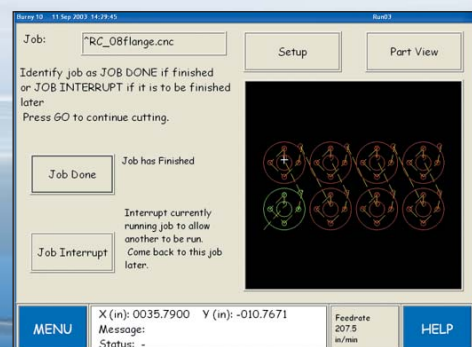 Burny 10 11 Sep 2003 14:29:45 Run03
Job: ^RC_08flange.cnc
Setup
Part View
Identify job as JOB DONE if finished
or JOB INTERRUPT if it is to be finished
later
Press GO to continue cutting.
Job Done
Job has Finished
Job Interrupt
Interrupt currently
running job to allow
another to be run.
Come back to this job
later.
MENU
X (in): 0035.7900 Y (in): -010.7671
Message:
Status: -
Feedrate
207.5
in/min
HELP